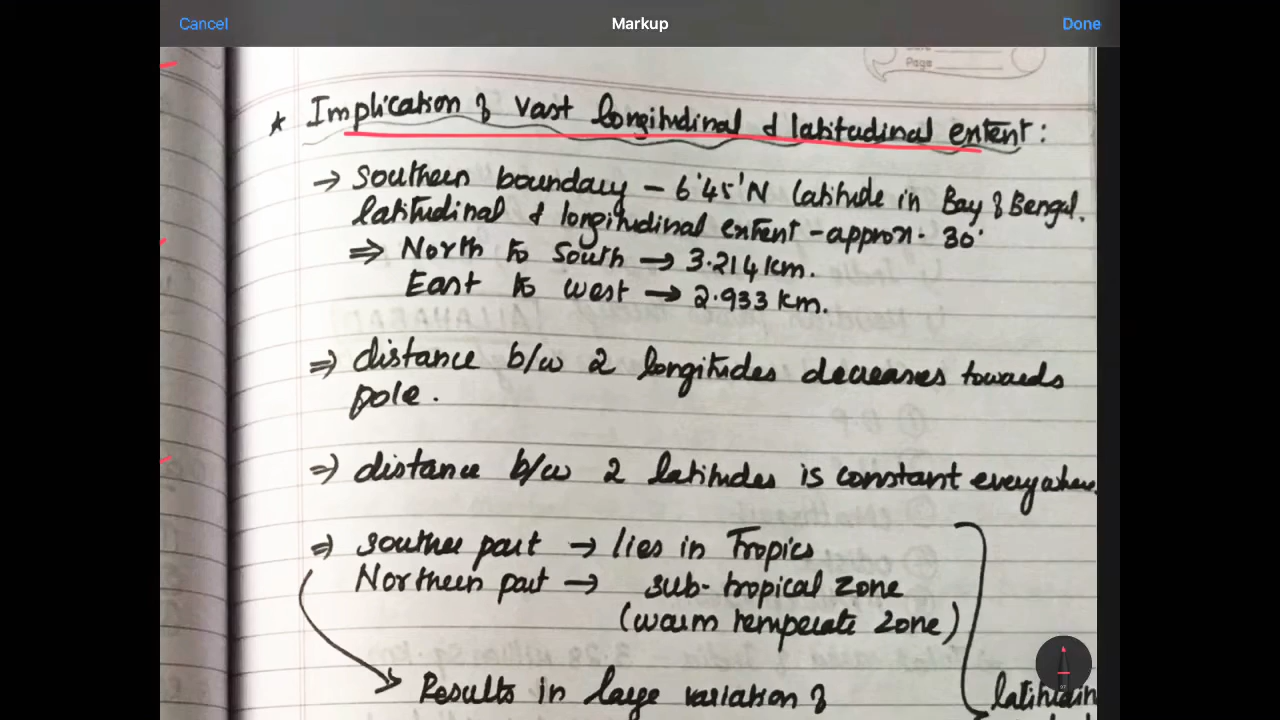 Cancel
Markup
Done
Page
* Implication of Vast longitudinal & latitudinal extent:
→ Southern boundary - 6°45'N latitude in Bay of Bengal.
latitudinal & longitudinal extent - approx. 30°
⇒ North to South → 3.214 km.
East to west → 2.933 km.
⇒ distance b/w 2 longitudes decreases towards
pole.
⇒ distance b/w 2 latitudes is constant everywhere.
⇒ souther part → lies in Tropics
Northern part → sub-tropical zone
(warm temperate zone)
Results in large variation of
latitudin